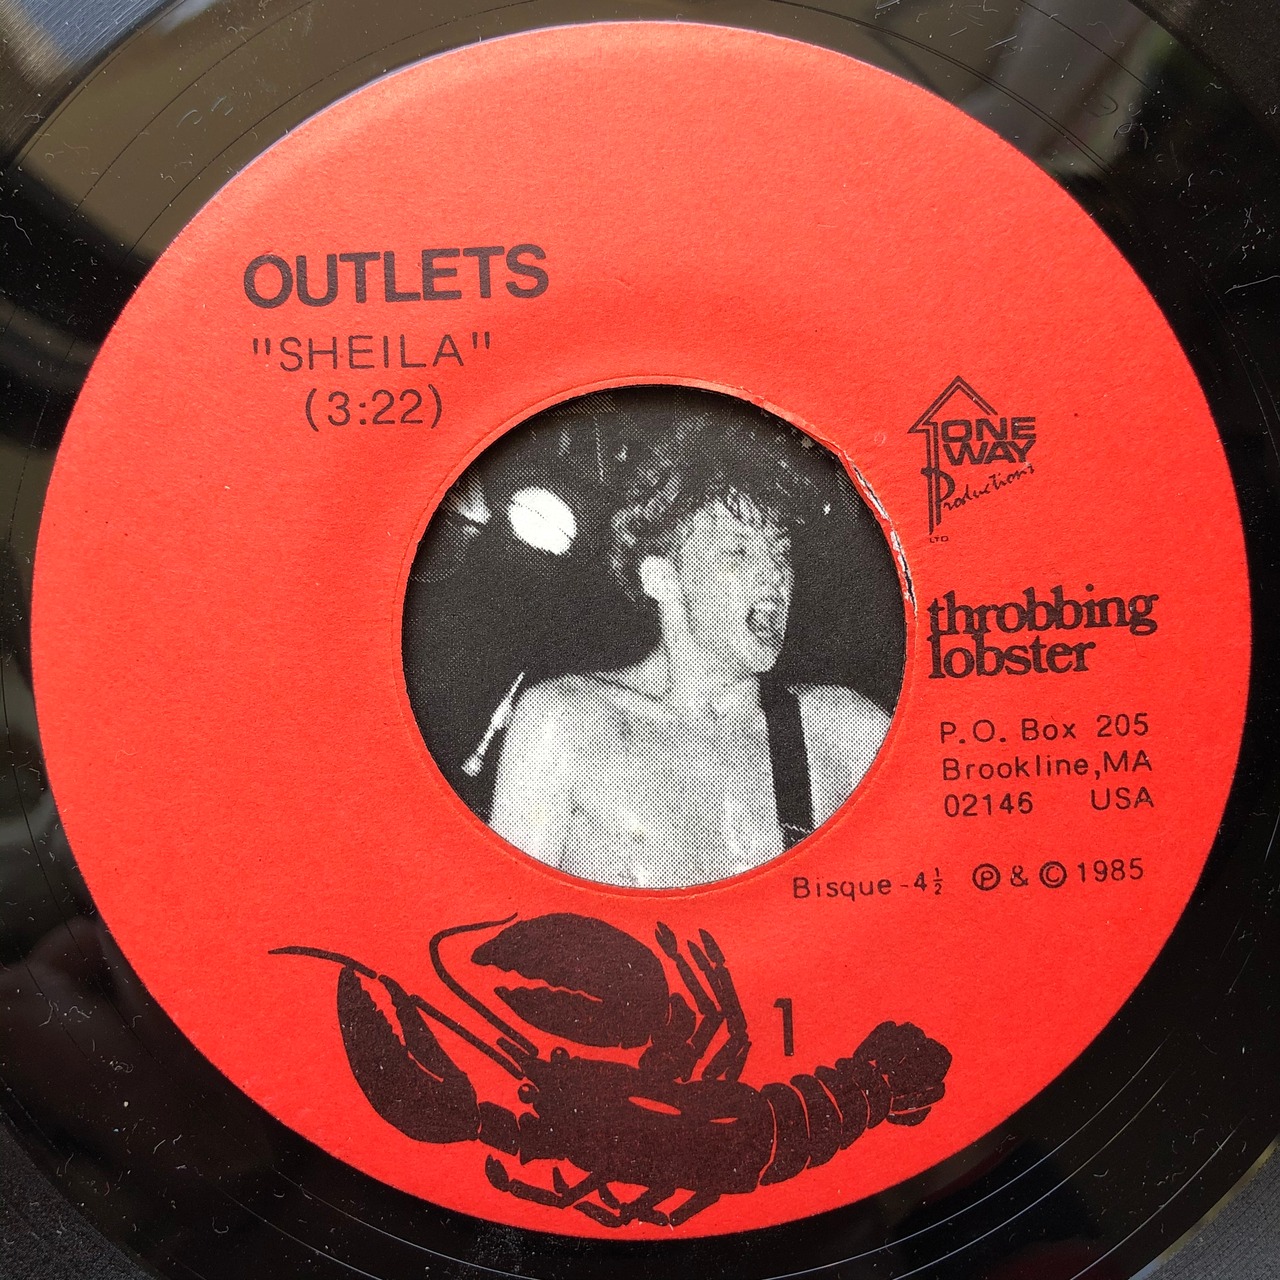 OUTLETS
"SHEILA"
(3:22)
ONE
WAY
Productions
LTD
throbbing
lobster
P.O. Box 205
Brookline,MA
02146 USA
Bisque-4½ ℗ & © 1985
1